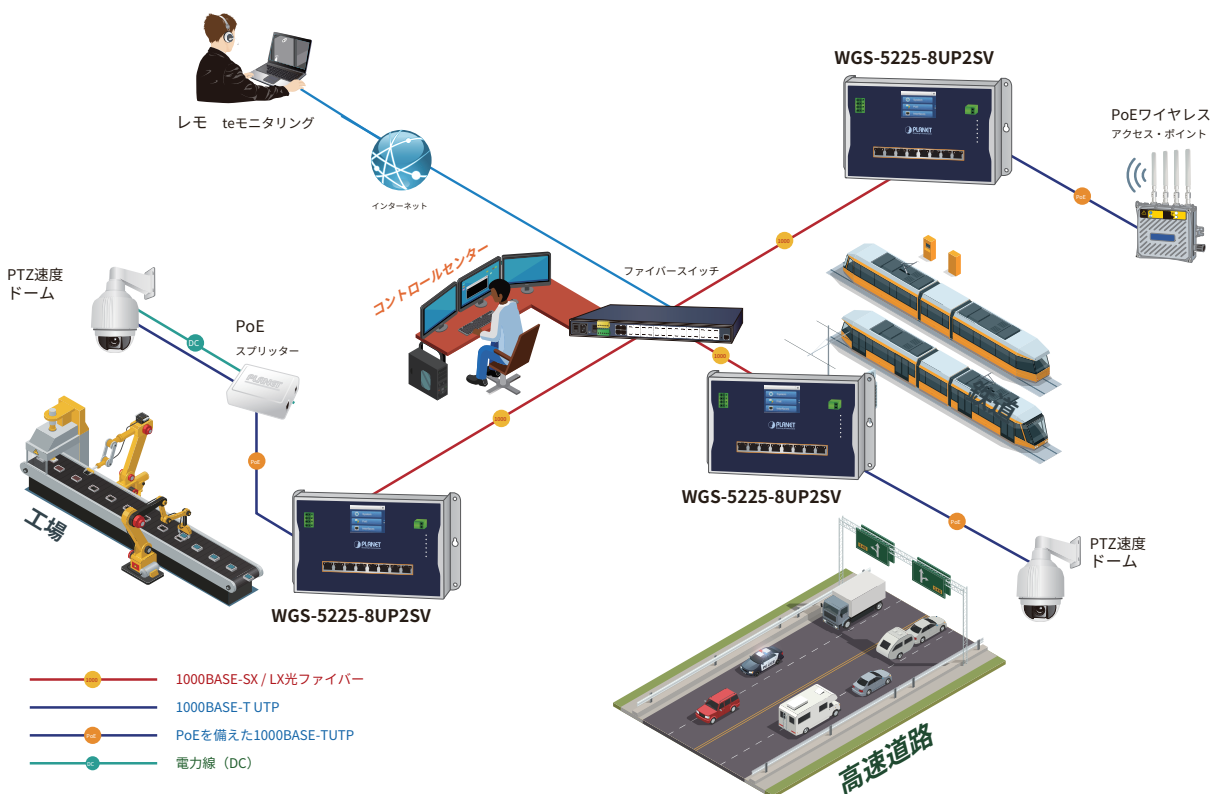 WGS-5225-8UP2SV
レモ teモニタリング
PoEワイヤレス
アクセス・ポイント
PLANET
PoE
インターネット
1000
コントロールセンター
ファイバースイッチ
PTZ速度
ドーム
DC
PoE
スプリッター
PLANET
1000
PLANET
1000
PoE
WGS-5225-8UP2SV
工場
PLANET
PoE
PTZ速度
ドーム
WGS-5225-8UP2SV
1000
1000BASE-SX / LX光ファイバー
1000BASE-T UTP
PoE
PoEを備えた1000BASE-TUTP
DC
電力線（DC）
高速道路